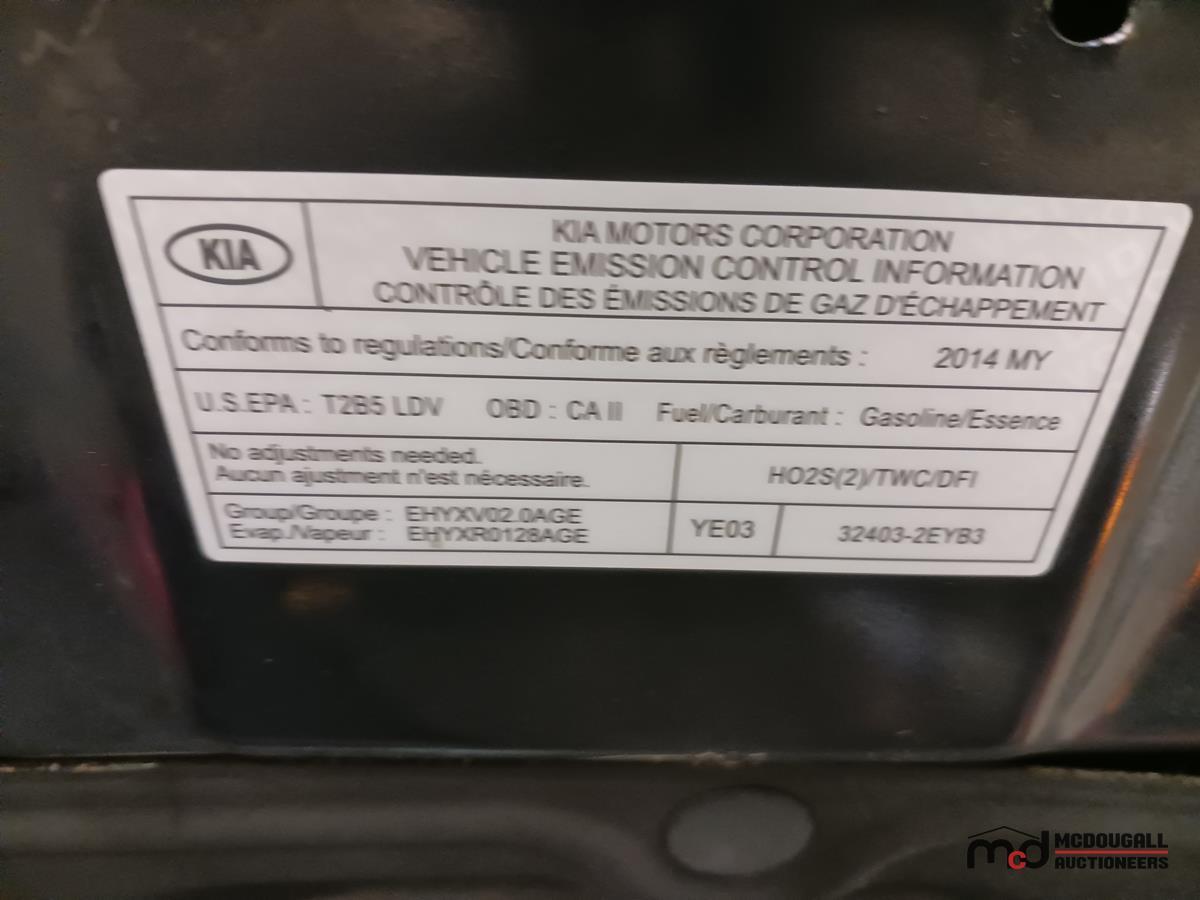 KIA
KIA MOTORS CORPORATION
VEHICLE EMISSION CONTROL INFORMATION
CONTRÔLE DES ÉMISSIONS DE GAZ D'ÉCHAPPEMENT
Conforms to regulations/Conforme aux règlements : 2014 MY
U.S.EPA : T2B5 LDV OBD : CA II Fuel/Carburant : Gasoline/Essence
No adjustments needed.
Aucun ajustment n'est nécessaire.
HO2S(2)/TWC/DFI
Group/Groupe : EHYXV02.0AGE
Evap./Vapeur : EHYXR0128AGE
YE03
32403-2EYB3
mcd MCDOUGALL
AUCTIONEERS